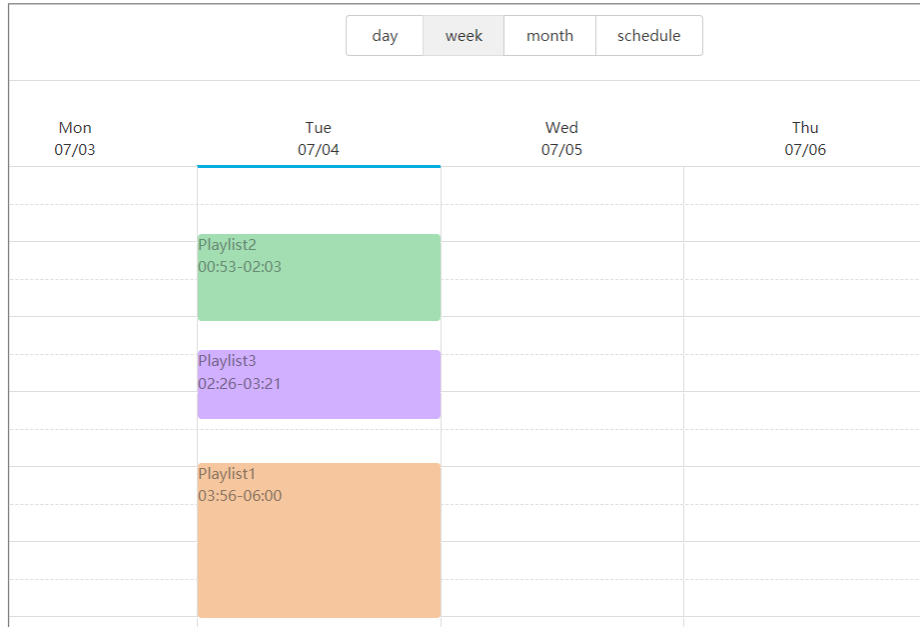 day week month schedule
Mon Tue Wed Thu
07/03 07/04 07/05 07/06
Playlist2
00:53-02:03
Playlist3
02:26-03:21
Playlist1
03:56-06:00